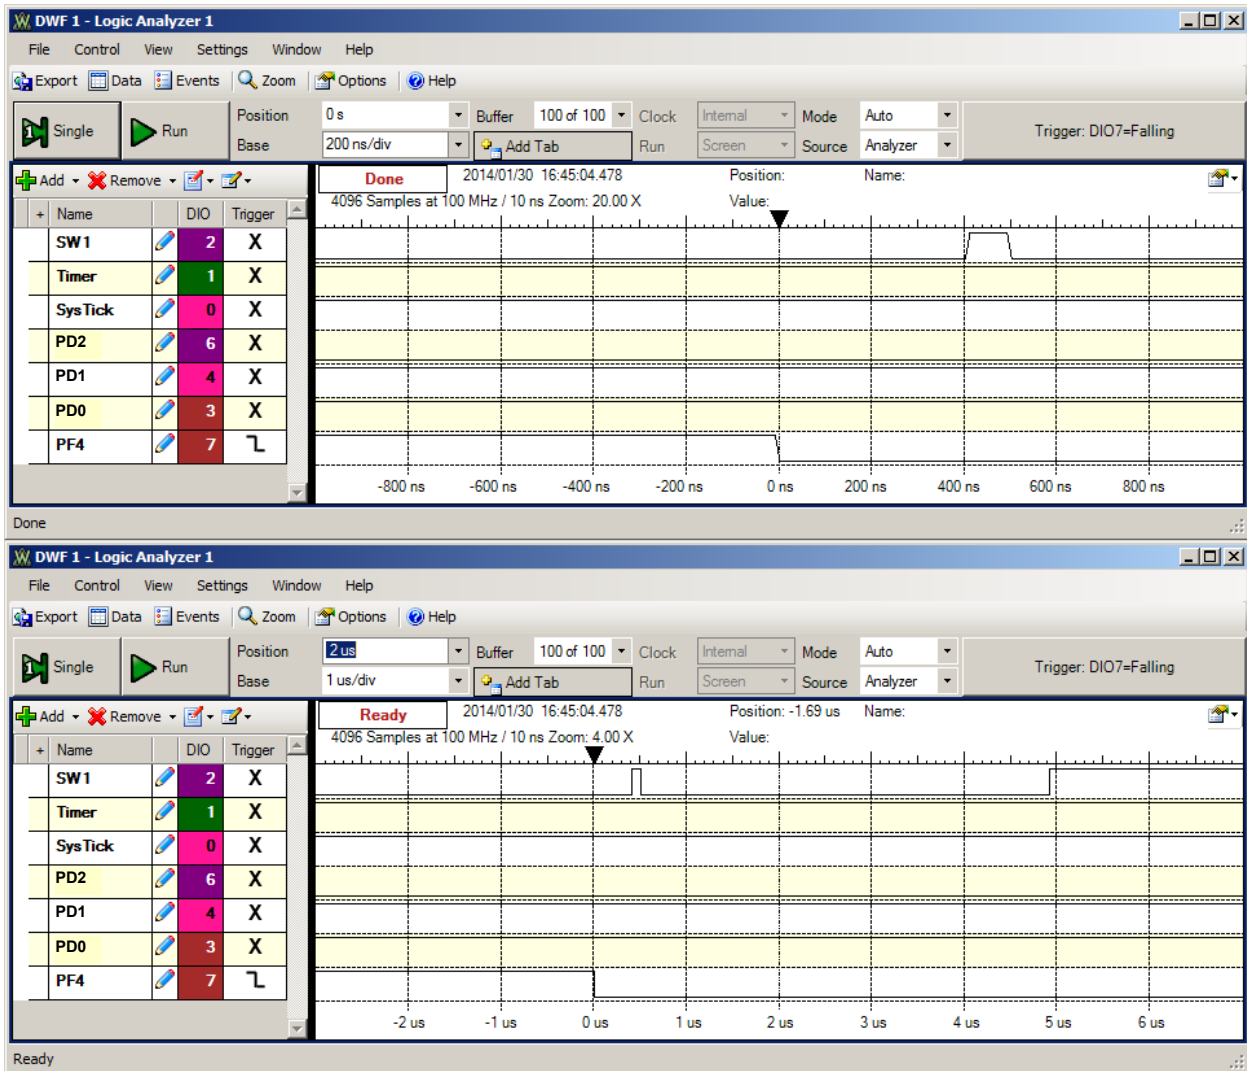 DWF 1 - Logic Analyzer 1
File Control View Settings Window Help
Export Data Events Zoom Options Help
Single Run Position 0 s Buffer 100 of 100 Clock Internal Mode Auto Trigger: DIO7=Falling
Base 200 ns/div Add Tab Run Screen Source Analyzer
Add Remove Done 2014/01/30 16:45:04.478 Position: Name:
4096 Samples at 100 MHz / 10 ns Zoom: 20.00 X Value:
+ Name DIO Trigger
SW1 2 X
Timer 1 X
SysTick 0 X
PD2 6 X
PD1 4 X
PD0 3 X
PF4 7
-800 ns -600 ns -400 ns -200 ns 0 ns 200 ns 400 ns 600 ns 800 ns
Done
DWF 1 - Logic Analyzer 1
File Control View Settings Window Help
Export Data Events Zoom Options Help
Single Run Position 2 us Buffer 100 of 100 Clock Internal Mode Auto Trigger: DIO7=Falling
Base 1 us/div Add Tab Run Screen Source Analyzer
Add Remove Ready 2014/01/30 16:45:04.478 Position: -1.69 us Name:
4096 Samples at 100 MHz / 10 ns Zoom: 4.00 X Value:
+ Name DIO Trigger
SW1 2 X
Timer 1 X
SysTick 0 X
PD2 6 X
PD1 4 X
PD0 3 X
PF4 7
-2 us -1 us 0 us 1 us 2 us 3 us 4 us 5 us 6 us
Ready